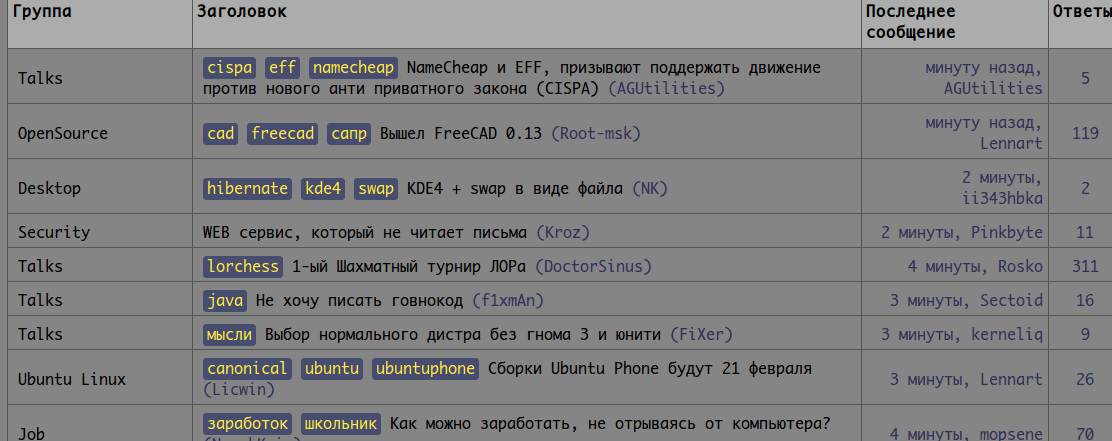 Группа Заголовок Последнее сообщение Ответы
Talks cispa eff namecheap NameCheap и EFF, призывают поддержать движение против нового анти приватного закона (CISPA) (AGUtilities) минуту назад, AGUtilities 5
OpenSource cad freecad сапр Вышел FreeCAD 0.13 (Root-msk) минуту назад, Lennart 119
Desktop hibernate kde4 swap KDE4 + swap в виде файла (NK) 2 минуты, ii343hbka 2
Security WEB сервис, который не читает письма (Kroz) 2 минуты, Pinkbyte 11
Talks lorchess 1-ый Шахматный турнир ЛОРа (DoctorSinus) 4 минуты, Rosko 311
Talks java Не хочу писать говнокод (f1xmAn) 3 минуты, Sectoid 16
Talks мысли Выбор нормального дистра без гнома 3 и юнити (FiXer) 3 минуты, kerneliq 9
Ubuntu Linux canonical ubuntu ubuntuphone Сборки Ubuntu Phone будут 21 февраля (Licwin) 3 минуты, Lennart 26
Job заработок школьник Как можно заработать, не отрываясь от компьютера? 4 минуты, mopsene 70